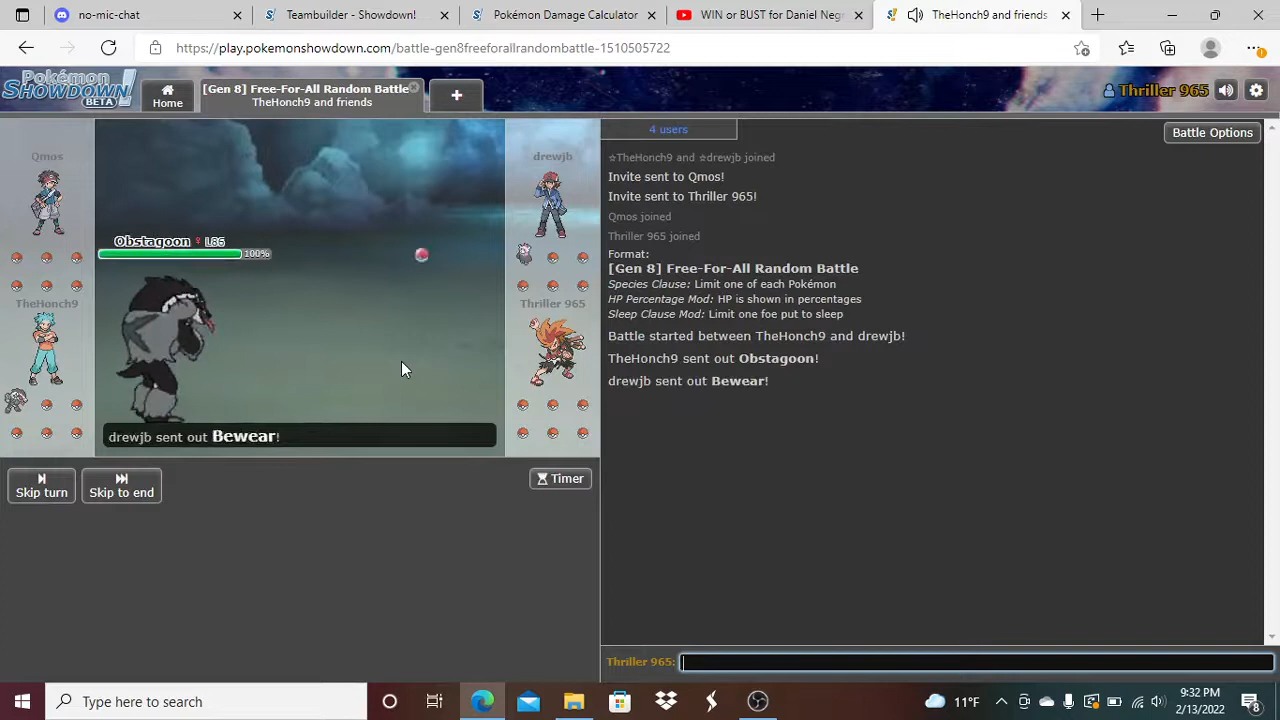 no-mic-chat
Teambuilder - Showdown!
Pokémon Damage Calculator
WIN or BUST for Daniel Neg
TheHonch9 and friends
https://play.pokemonshowdown.com/battle-gen8freeforallrandombattle-1510505722
Pokémon
SHOWDOWN!
BETA
Home
[Gen 8] Free-For-All Random Battle
TheHonch9 and friends
Thriller 965
4 users
Battle Options
Qmos
drewjb
Obstagoon ♀ L86
100%
TheHonch9
Thriller 965
drewjb sent out Bewear!
Skip turn
Skip to end
Timer
☆TheHonch9 and ☆drewjb joined
Invite sent to Qmos!
Invite sent to Thriller 965!
Qmos joined
Thriller 965 joined
Format:
[Gen 8] Free-For-All Random Battle
Species Clause: Limit one of each Pokémon
HP Percentage Mod: HP is shown in percentages
Sleep Clause Mod: Limit one foe put to sleep
Battle started between TheHonch9 and drewjb!
TheHonch9 sent out Obstagoon!
drewjb sent out Bewear!
Thriller 965:
Type here to search
11°F
9:32 PM
2/13/2022
8